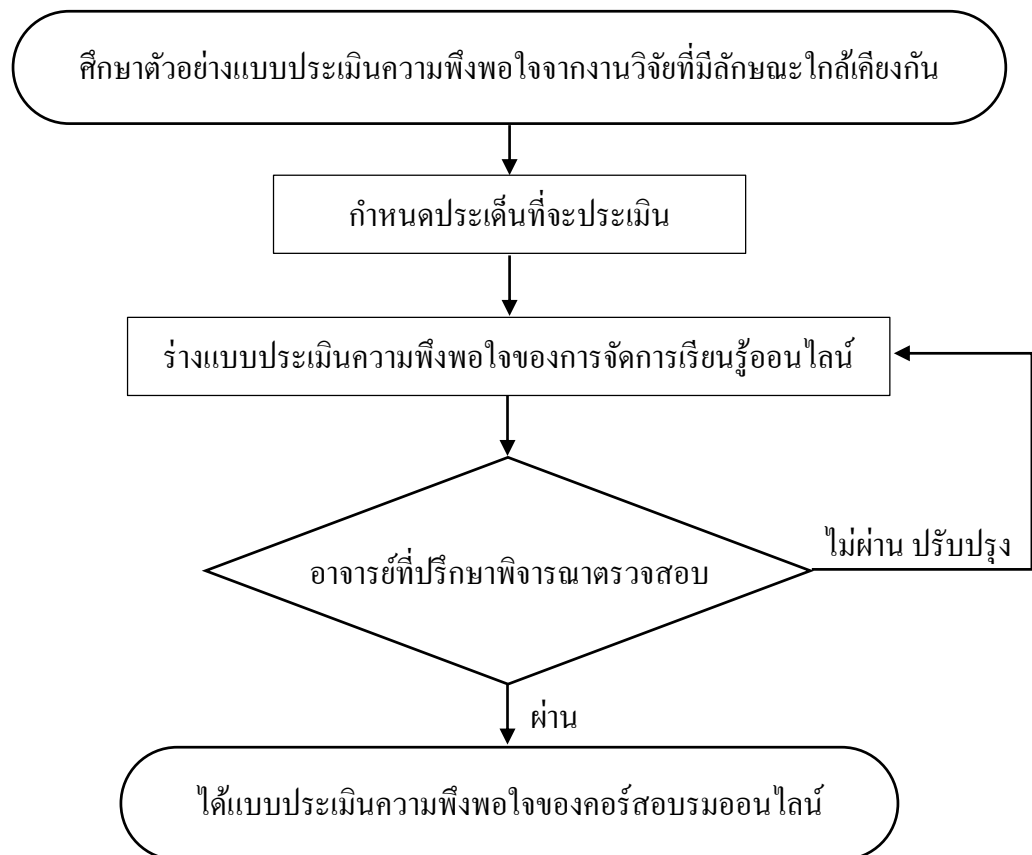 ศึกษาตัวอย่างแบบประเมินความพึงพอใจจากงานวิจัยที่มีลักษณะใกล้เคียงกัน
กำหนดประเด็นที่จะประเมิน
ร่างแบบประเมินความพึงพอใจของการจัดการเรียนรู้ออนไลน์
ไม่ผ่าน ปรับปรุง
อาจารย์ที่ปรึกษาพิจารณาตรวจสอบ
ผ่าน
ได้แบบประเมินความพึงพอใจของคอร์สอบรมออนไลน์